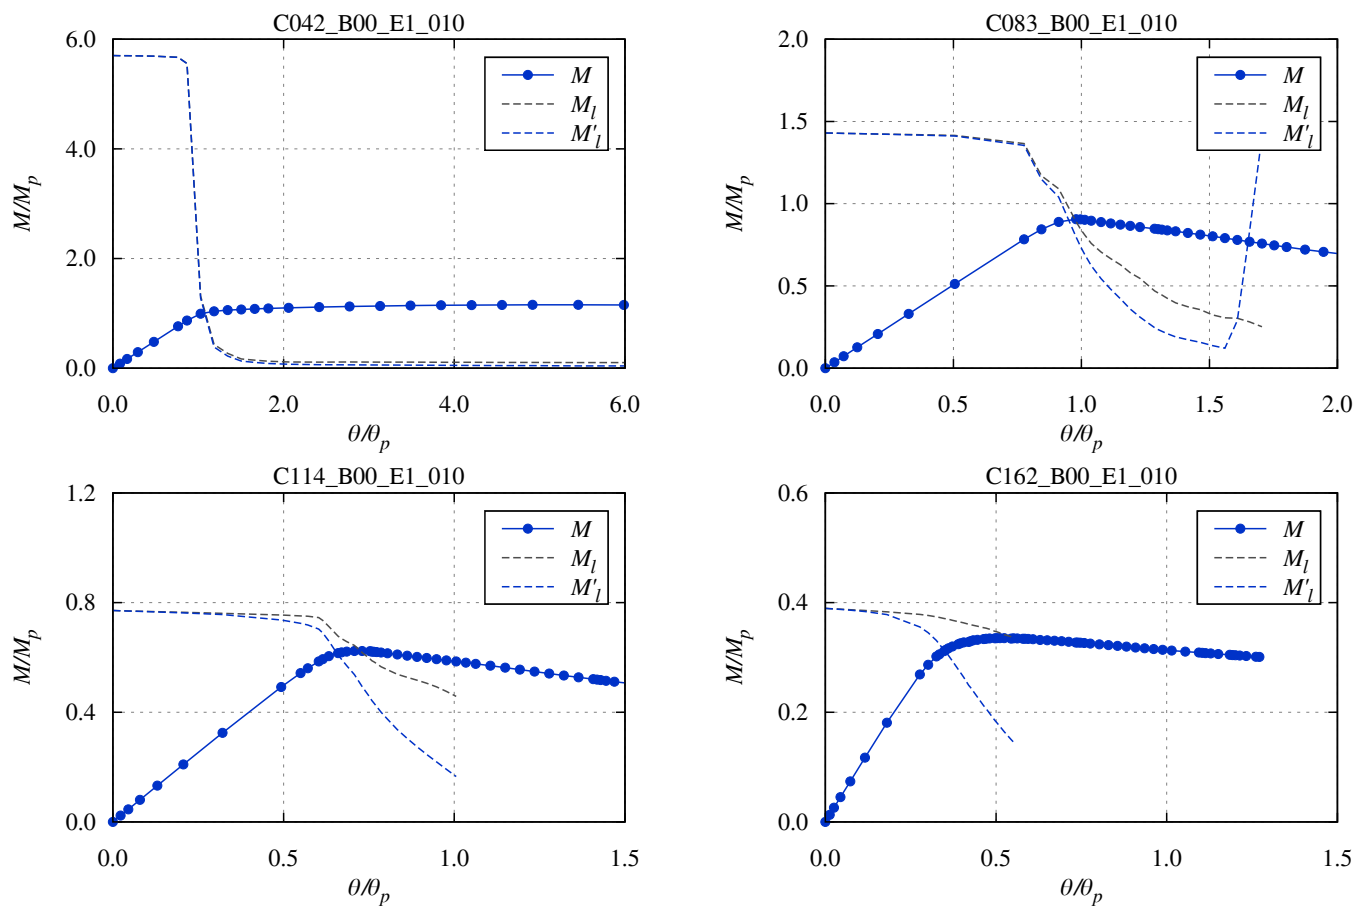 C042_B00_E1_010
6.0
4.0
2.0
0.0
M/M_p
0.0 2.0 4.0 6.0
θ/θ_p
M
M_l
M'_l
C083_B00_E1_010
2.0
1.5
1.0
0.5
0.0
M/M_p
0.0 0.5 1.0 1.5 2.0
θ/θ_p
M
M_l
M'_l
C114_B00_E1_010
1.2
0.8
0.4
0.0
M/M_p
0.0 0.5 1.0 1.5
θ/θ_p
M
M_l
M'_l
C162_B00_E1_010
0.6
0.4
0.2
0.0
M/M_p
0.0 0.5 1.0 1.5
θ/θ_p
M
M_l
M'_l